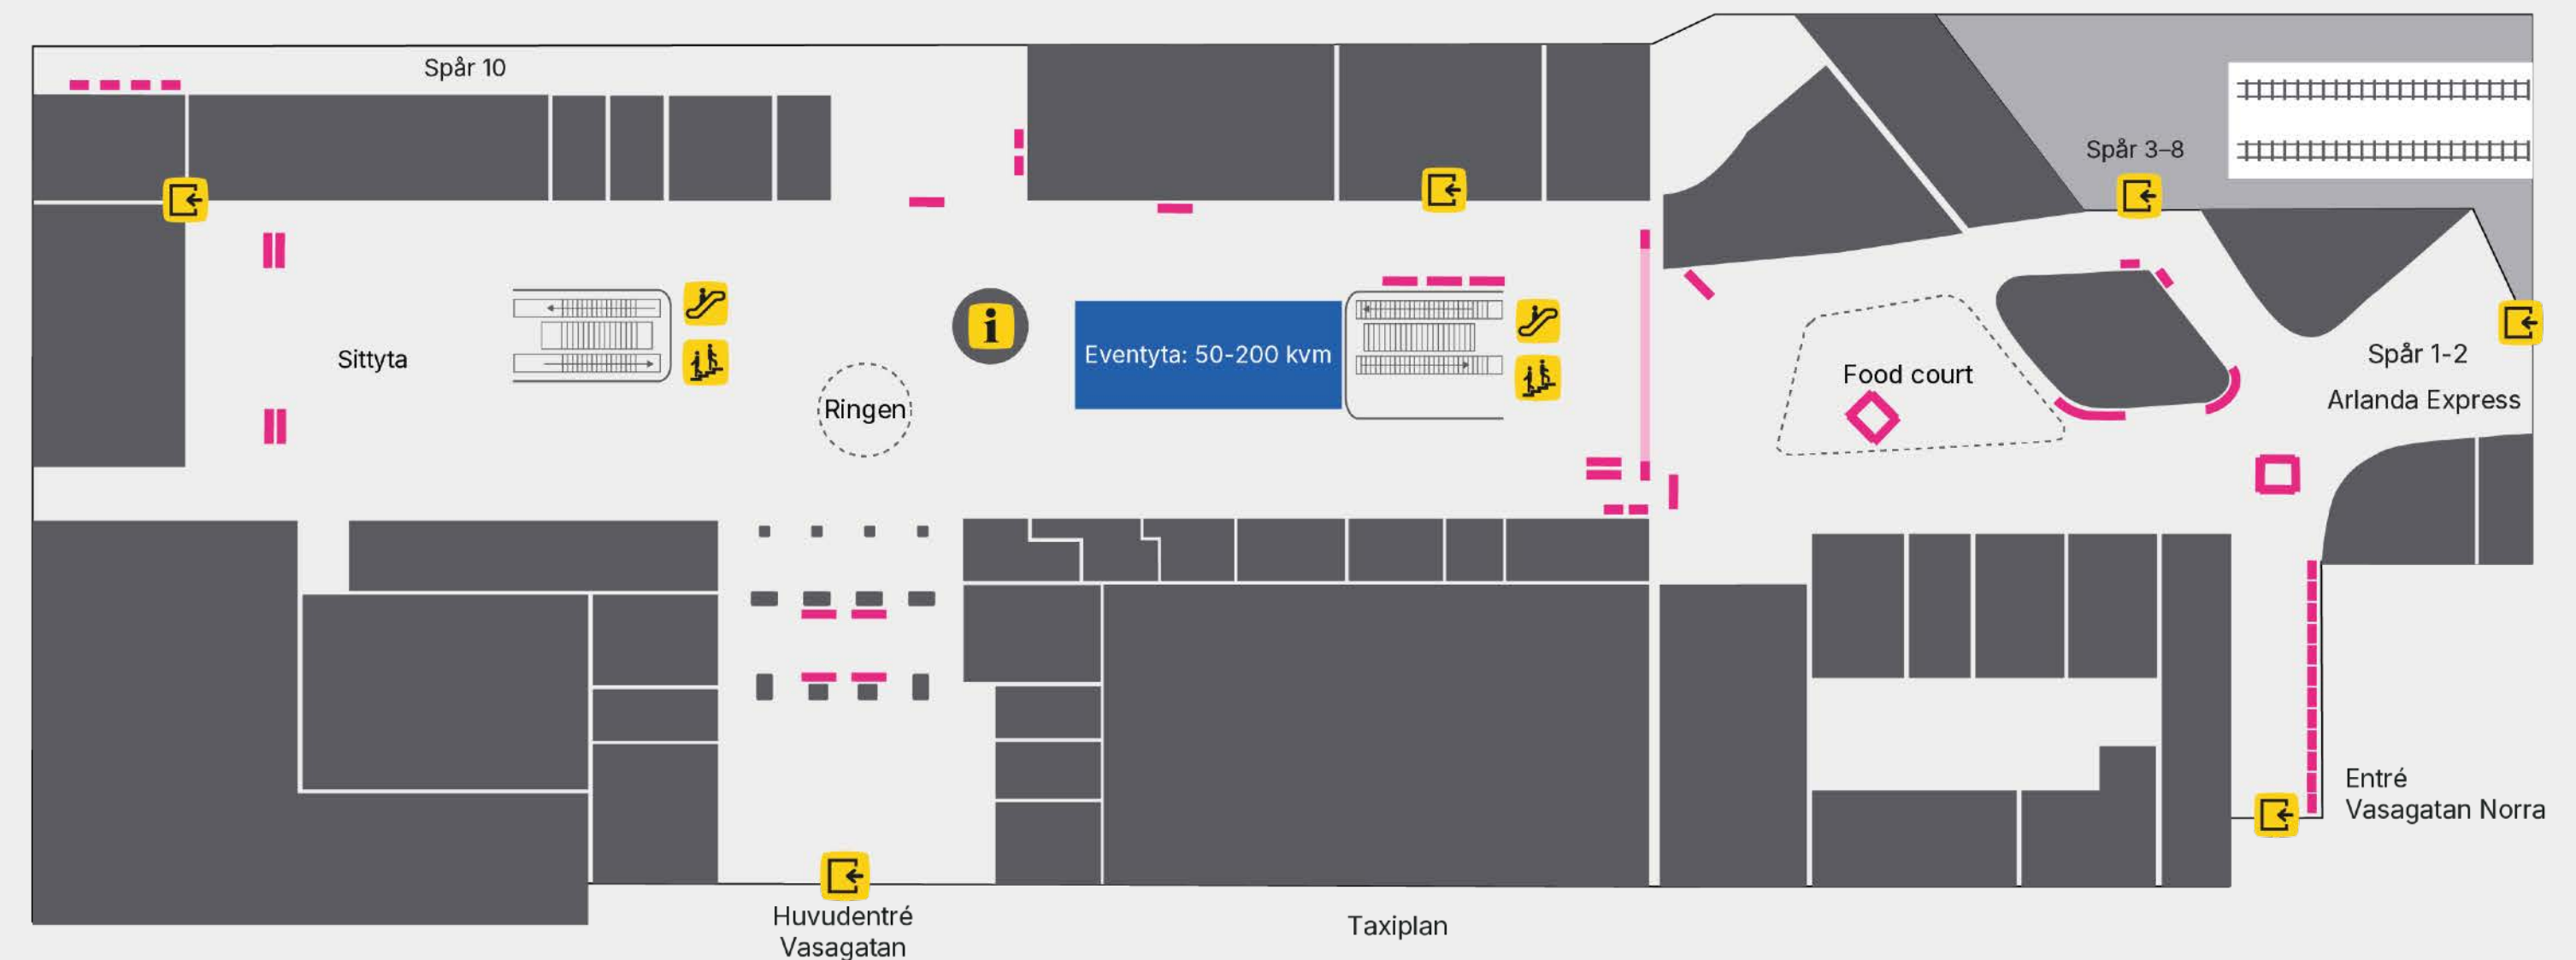 Spår 10
Spår 3–8
Sittyta
Ringen
i
Eventyta: 50-200 kvm
Food court
Spår 1-2
Arlanda Express
Entré
Vasagatan Norra
Huvudentré
Vasagatan
Taxiplan